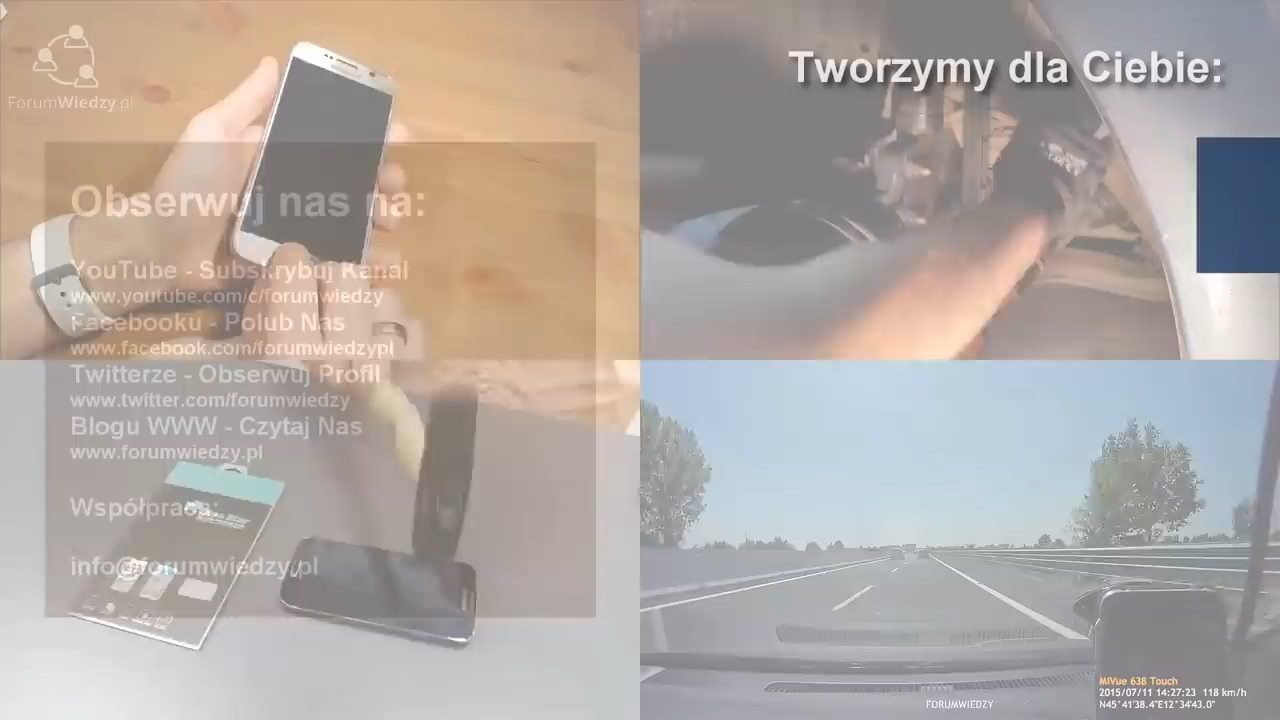 ForumWiedzy.pl
Tworzymy dla Ciebie:
Obserwuj nas na:
YouTube - Subskrybuj Kanał
www.youtube.com/c/forumwiedzy
Facebooku - Polub Nas
www.facebook.com/forumwiedzypl
Twitterze - Obserwuj Profil
www.twitter.com/forumwiedzy
Blogu WWW - Czytaj Nas
www.forumwiedzy.pl
Współpraca:
info@forumwiedzy.pl
MiVue 638 Touch
2015/07/11 14:27:23 118 km/h
FORUMWIEDZY
N45°41'38.4"E12°34'43.0"